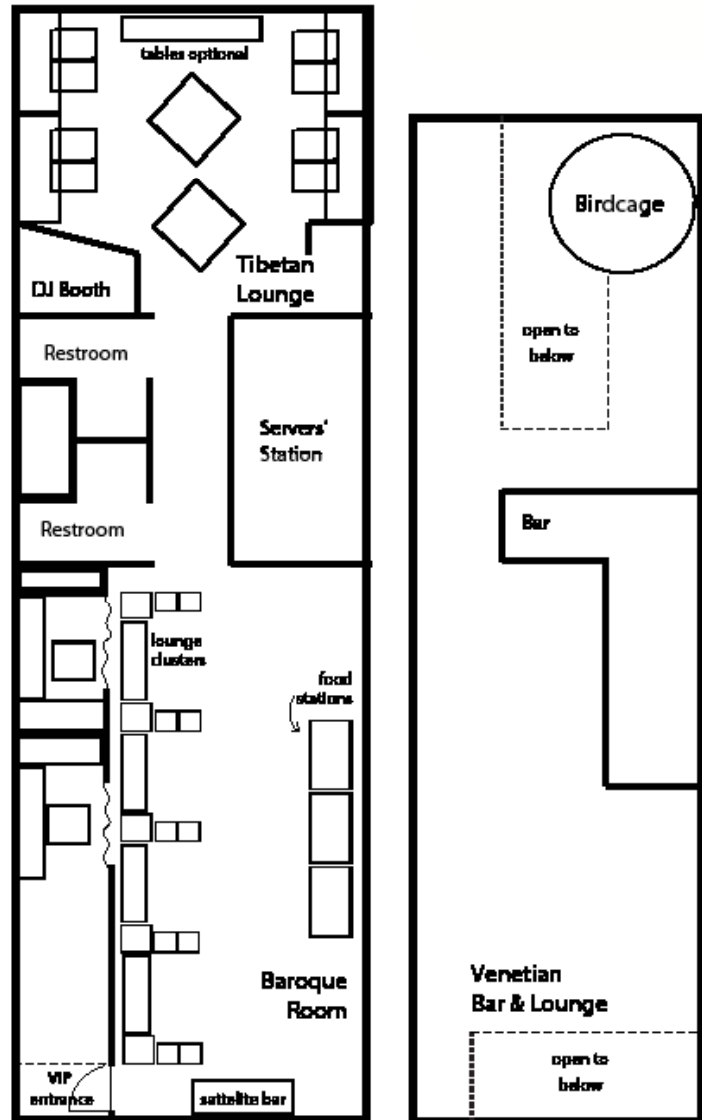 tables optional
DJ Booth
Tibetan
Lounge
Restroom
Servers'
Station
Restroom
lounge
clusters
food
stations
Baroque
Room
VIP
entrance
sattelite bar
Birdcage
open to
below
Bar
Venetian
Bar & Lounge
open to
below